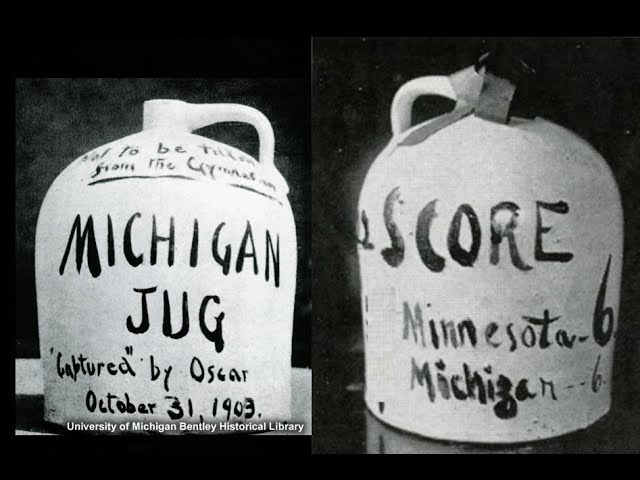 Not to be taken
from the Gymnasium
MICHIGAN
JUG
"Captured" by Oscar
October 31, 1903.
University of Michigan Bentley Historical Library
SCORE
Minnesota-6
Michigan--6